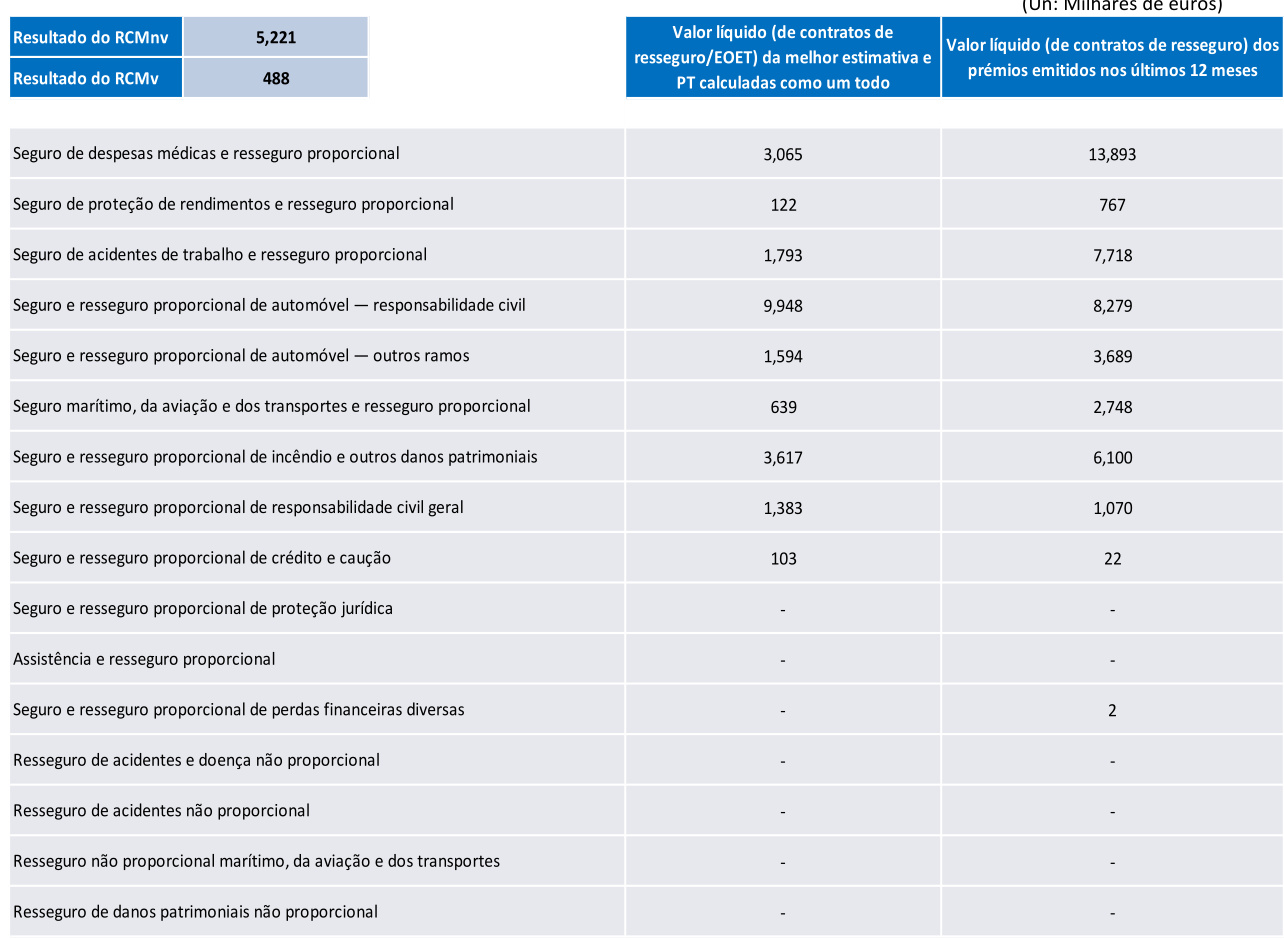 (Un: Milhares de euros)
Resultado do RCMnv 5,221
Resultado do RCMv 488
Valor líquido (de contratos de
resseguro/EOET) da melhor estimativa e
PT calculadas como um todo
Valor líquido (de contratos de resseguro) dos
prémios emitidos nos últimos 12 meses
Seguro de despesas médicas e resseguro proporcional 3,065 13,893
Seguro de proteção de rendimentos e resseguro proporcional 122 767
Seguro de acidentes de trabalho e resseguro proporcional 1,793 7,718
Seguro e resseguro proporcional de automóvel — responsabilidade civil 9,948 8,279
Seguro e resseguro proporcional de automóvel — outros ramos 1,594 3,689
Seguro marítimo, da aviação e dos transportes e resseguro proporcional 639 2,748
Seguro e resseguro proporcional de incêndio e outros danos patrimoniais 3,617 6,100
Seguro e resseguro proporcional de responsabilidade civil geral 1,383 1,070
Seguro e resseguro proporcional de crédito e caução 103 22
Seguro e resseguro proporcional de proteção jurídica - -
Assistência e resseguro proporcional - -
Seguro e resseguro proporcional de perdas financeiras diversas - 2
Resseguro de acidentes e doença não proporcional - -
Resseguro de acidentes não proporcional - -
Resseguro não proporcional marítimo, da aviação e dos transportes - -
Resseguro de danos patrimoniais não proporcional - -